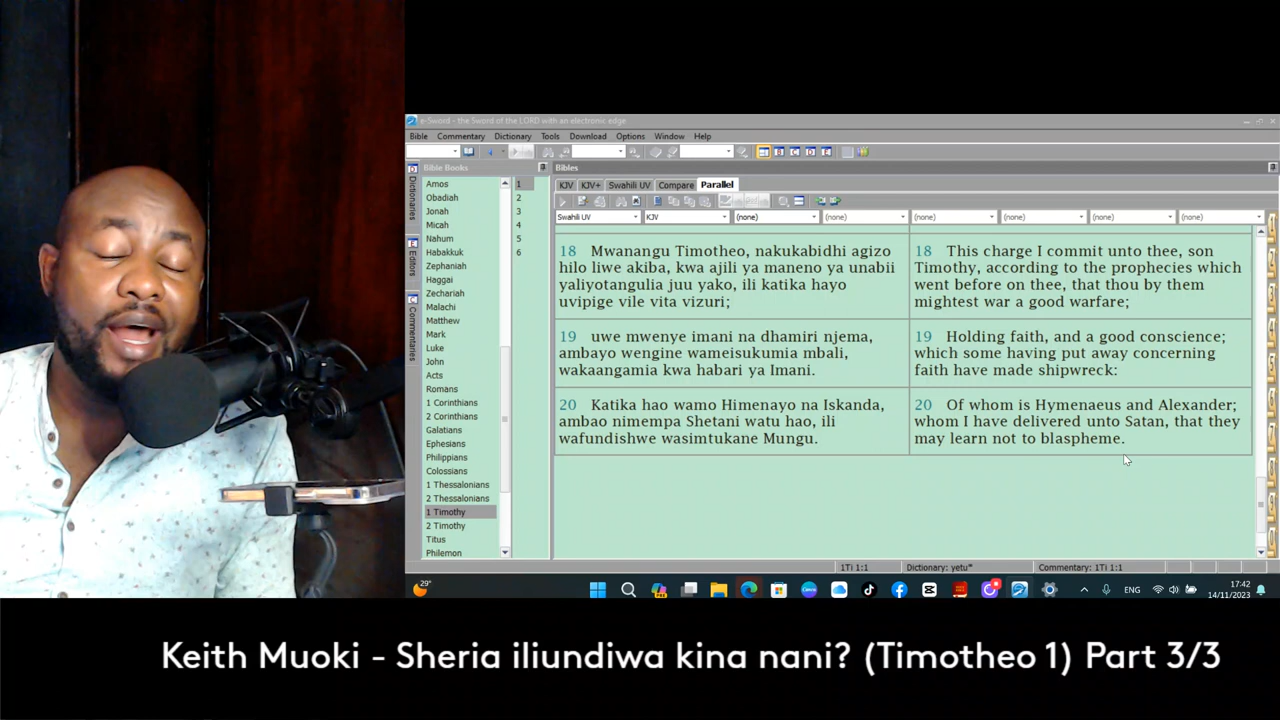 e-Sword - the Sword of the LORD with an electronic edge
Bible Commentary Dictionary Tools Download Options Window Help
Bible Books
Bibles
Dictionaries
Editors
Commentaries
Amos
Obadiah
Jonah
Micah
Nahum
Habakkuk
Zephaniah
Haggai
Zechariah
Malachi
Matthew
Mark
Luke
John
Acts
Romans
1 Corinthians
2 Corinthians
Galatians
Ephesians
Philippians
Colossians
1 Thessalonians
2 Thessalonians
1 Timothy
2 Timothy
Titus
Philemon
1
2
3
4
5
6
KJV KJV+ Swahili UV Compare Parallel
Swahili UV KJV (none) (none) (none) (none) (none) (none)
18 Mwanangu Timotheo, nakukabidhi agizo
hilo liwe akiba, kwa ajili ya maneno ya unabii
yaliyotangulia juu yako, ili katika hayo
uvipige vile vita vizuri;
18 This charge I commit unto thee, son
Timothy, according to the prophecies which
went before on thee, that thou by them
mightest war a good warfare;
19 uwe mwenye imani na dhamiri njema,
ambayo wengine wameisukumia mbali,
wakaangamia kwa habari ya Imani.
19 Holding faith, and a good conscience;
which some having put away concerning
faith have made shipwreck:
20 Katika hao wamo Himenayo na Iskanda,
ambao nimempa Shetani watu hao, ili
wafundishwe wasimtukane Mungu.
20 Of whom is Hymenaeus and Alexander;
whom I have delivered unto Satan, that they
may learn not to blaspheme.
1Ti 1:1 Dictionary: yetu* Commentary: 1Ti 1:1
29°
ENG
17:42
14/11/2023
Keith Muoki - Sheria iliundiwa kina nani? (Timotheo 1) Part 3/3